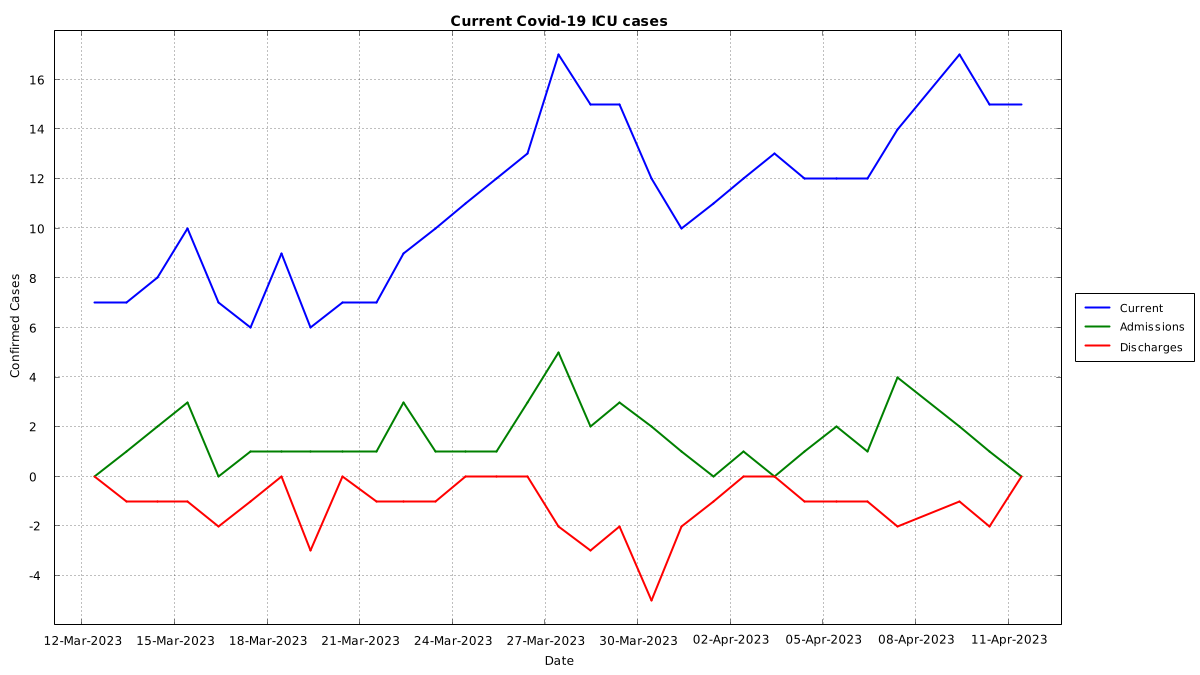 Current Covid-19 ICU cases
Confirmed Cases
16
14
12
10
8
6
4
2
0
-2
-4
12-Mar-2023 15-Mar-2023 18-Mar-2023 21-Mar-2023 24-Mar-2023 27-Mar-2023 30-Mar-2023 02-Apr-2023 05-Apr-2023 08-Apr-2023 11-Apr-2023
Date
Current
Admissions
Discharges